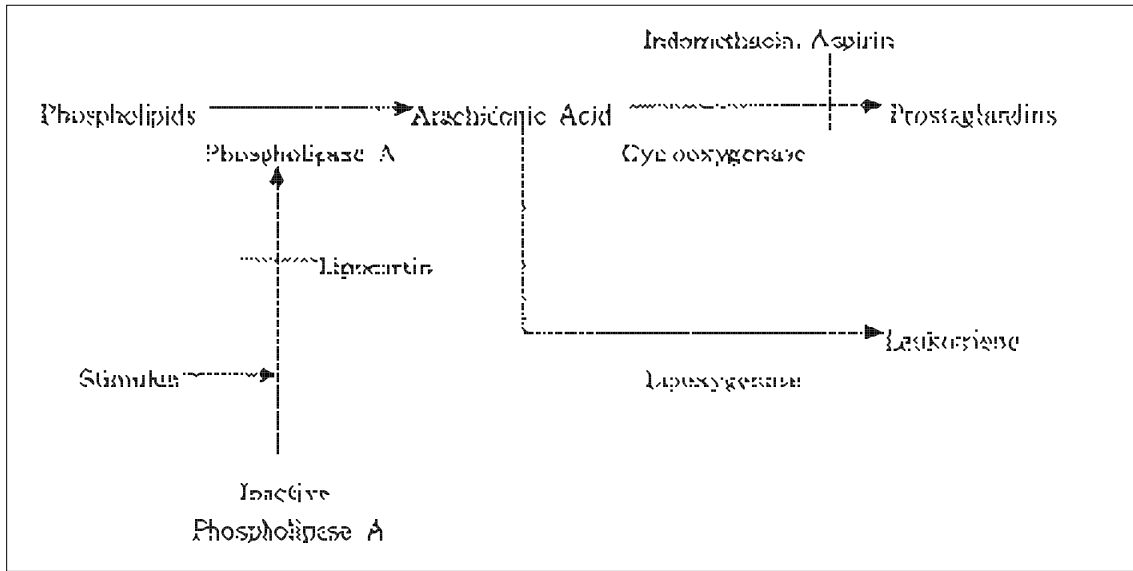 Indomethacin, Aspirin
Phospholipids
Arachidonic Acid
Prostaglandins
Phospholipase A
Cyclooxygenase
Lipocortin
Leukotriene
Stimulus
Lipoxygenase
Inactive
Phospholipase A